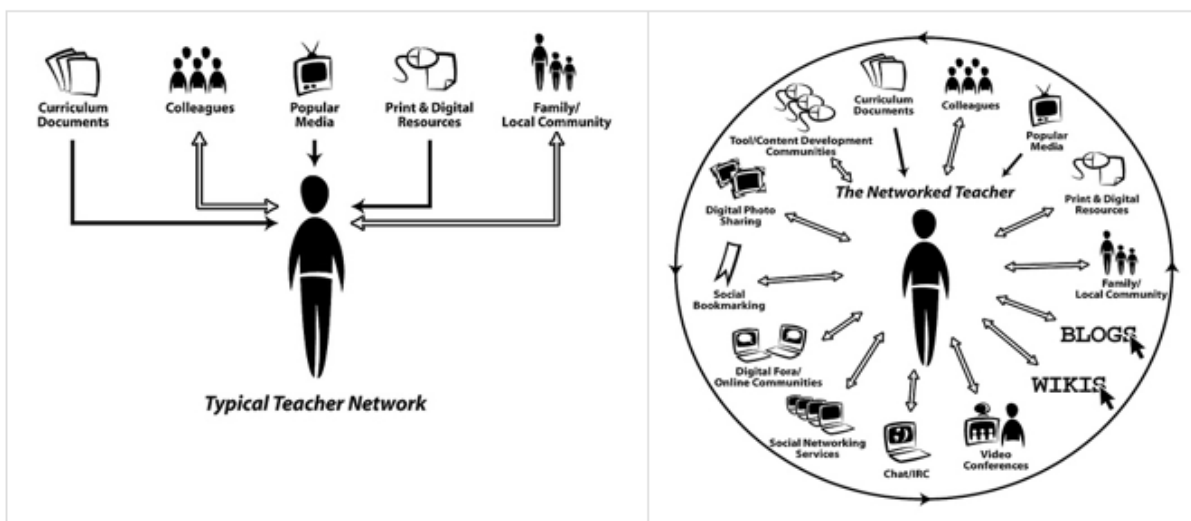 Curriculum
Documents
Colleagues
Popular
Media
Print & Digital
Resources
Family/
Local Community
Typical Teacher Network
Curriculum
Documents
Colleagues
Popular
Media
Tool/Content Development
Communities
The Networked Teacher
Print & Digital
Resources
Digital Photo
Sharing
Family/
Local Community
Social
Bookmarking
BLOGS
Digital Fora/
Online Communities
WIKIS
Social Networking
Services
Chat/IRC
Video
Conferences